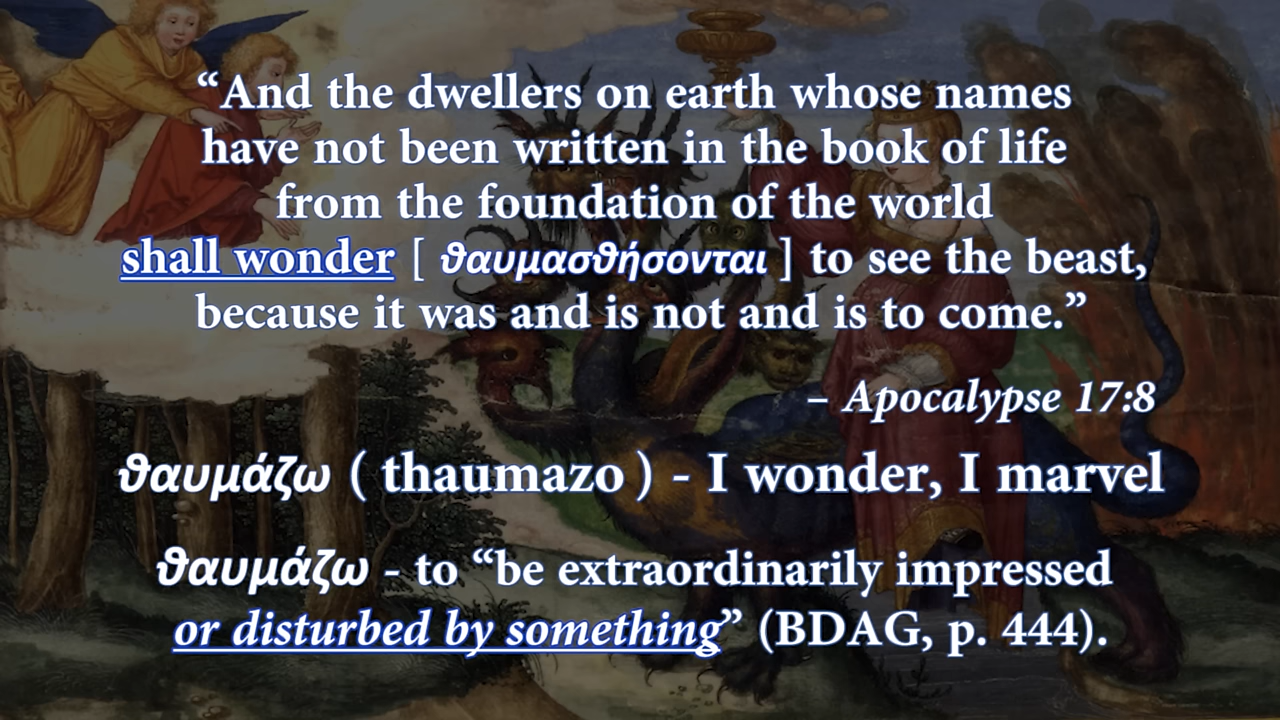 “And the dwellers on earth whose names
have not been written in the book of life
from the foundation of the world
shall wonder [ ϑαυμασϑήσονται ] to see the beast,
because it was and is not and is to come.”
– Apocalypse 17:8
ϑαυμάζω ( thaumazo ) - I wonder, I marvel
ϑαυμάζω - to “be extraordinarily impressed
or disturbed by something” (BDAG, p. 444).